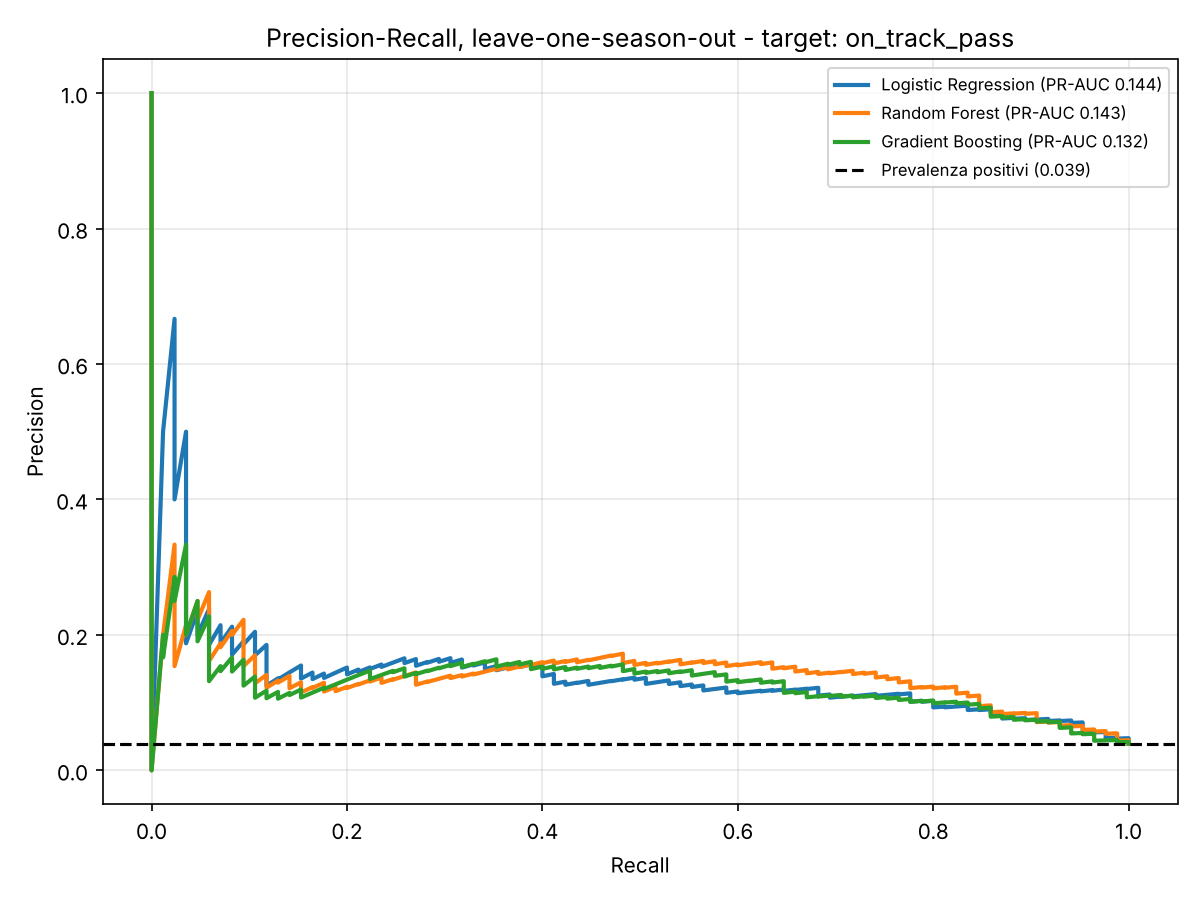 Precision-Recall, leave-one-season-out - target: on_track_pass
Logistic Regression (PR-AUC 0.144)
Random Forest (PR-AUC 0.143)
Gradient Boosting (PR-AUC 0.132)
Prevalenza positivi (0.039)
Precision
1.0
0.8
0.6
0.4
0.2
0.0
0.0 0.2 0.4 0.6 0.8 1.0
Recall